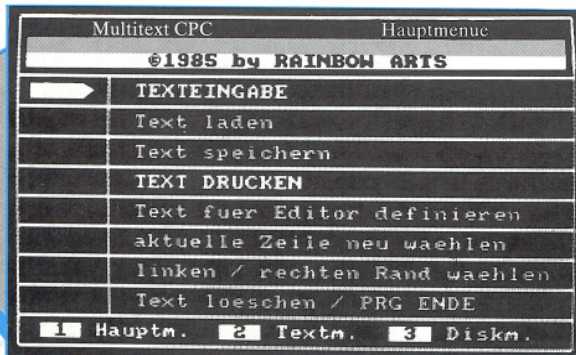 Multitext CPC Hauptmenue
©1985 by RAINBOW ARTS
TEXTEINGABE
Text laden
Text speichern
TEXT DRUCKEN
Text fuer Editor definieren
aktuelle Zeile neu waehlen
linken / rechten Rand waehlen
Text loeschen / PRG ENDE
1 Hauptm. 2 Textm. 3 Diskm.